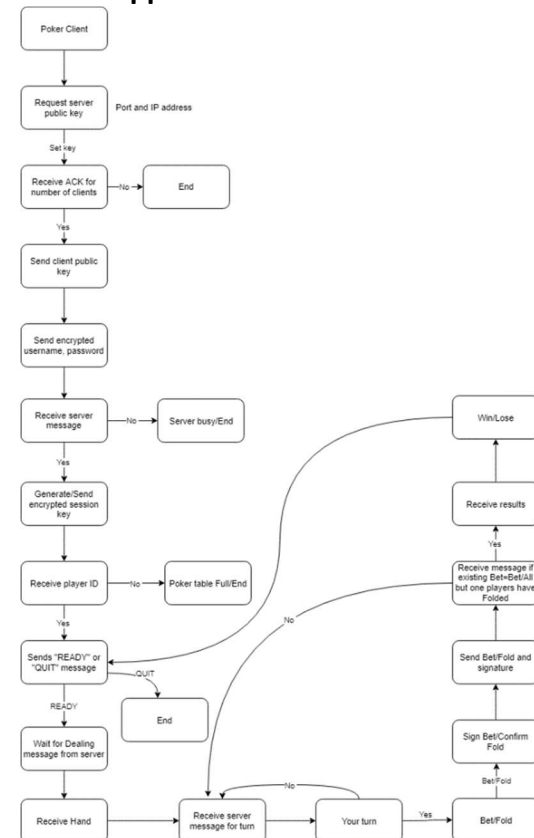 Poker Client
Request server
public key
Port and IP address
Set key
Receive ACK for
number of clients
No
End
Yes
Send client public
key
Send encrypted
username, password
Receive server
message
No
Server busy/End
Yes
Generate/Send
encrypted session
key
Receive player ID
No
Poker table Full/End
Yes
Sends "READY" or
"QUIT" message
QUIT
End
READY
Wait for Dealing
message from server
Receive Hand
Receive server
message for turn
No
Your turn
Yes
Bet/Fold
Bet/Fold
Sign Bet/Confirm
Fold
Send Bet/Fold and
signature
Receive message if
existing Bet=Bet/All
but one players have
Folded
No
Yes
Receive results
Win/Lose